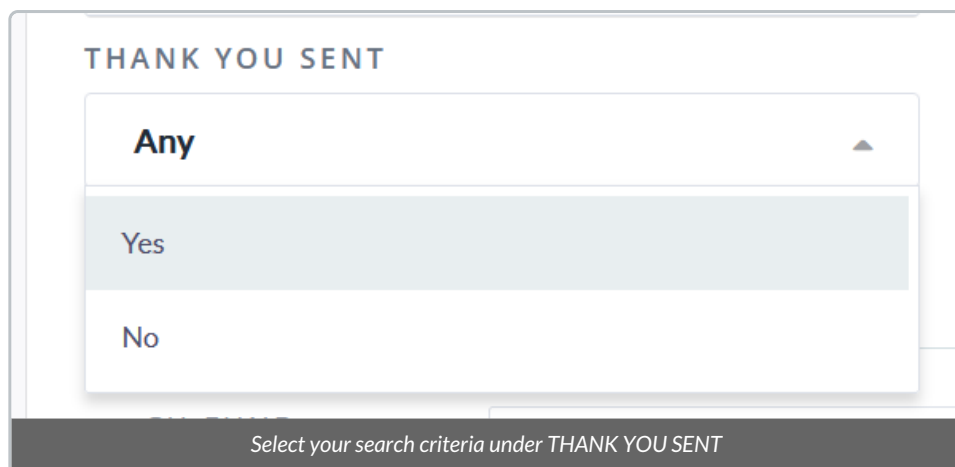 THANK YOU SENT
Any
Yes
No
Select your search criteria under THANK YOU SENT